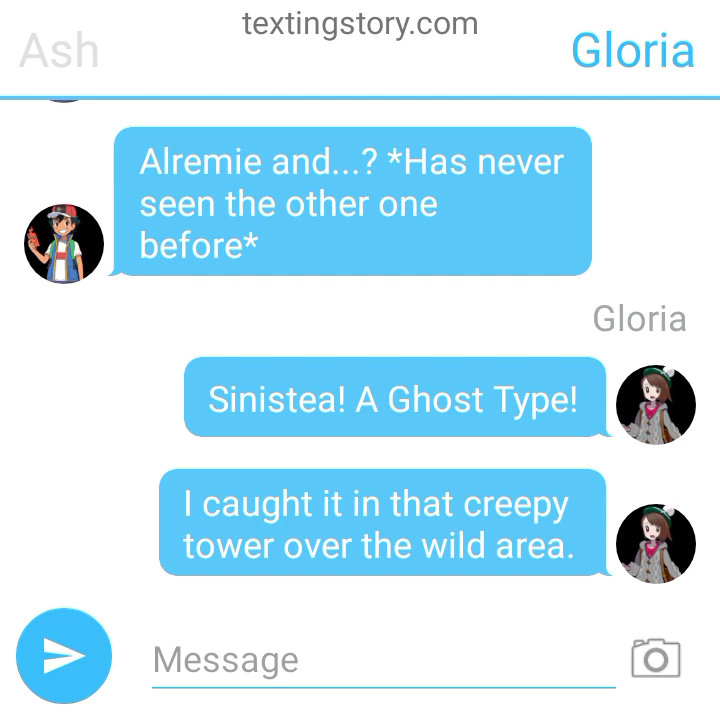 textingstory.com
Ash
Gloria
Alremie and...? *Has never
seen the other one
before*
Gloria
Sinistea! A Ghost Type!
I caught it in that creepy
tower over the wild area.
Message